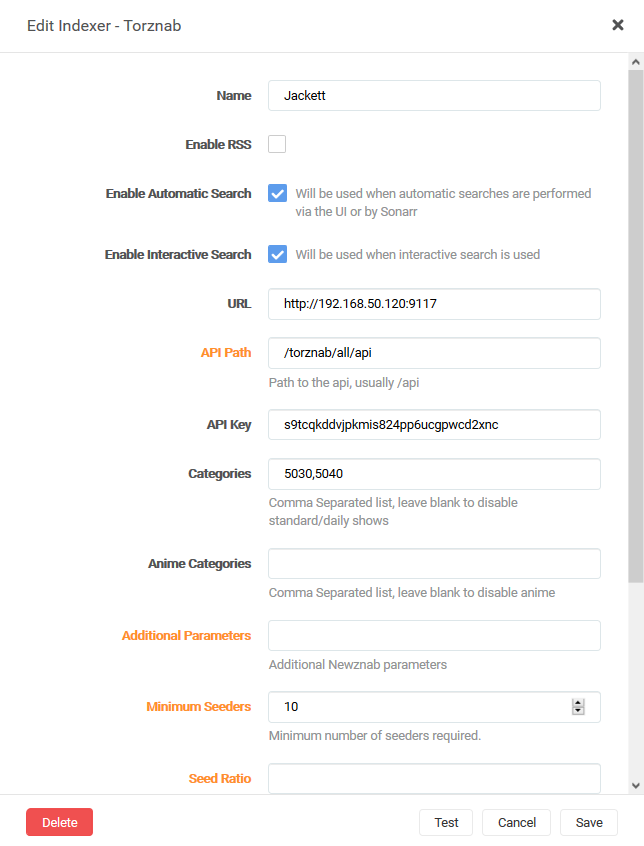 Edit Indexer - Torznab
Name
Jackett
Enable RSS
Enable Automatic Search
Will be used when automatic searches are performed
via the UI or by Sonarr
Enable Interactive Search
Will be used when interactive search is used
URL
http://192.168.50.120:9117
API Path
/torznab/all/api
Path to the api, usually /api
API Key
s9tcqkddvjpkmis824pp6ucgpwcd2xnc
Categories
5030,5040
Comma Separated list, leave blank to disable
standard/daily shows
Anime Categories
Comma Separated list, leave blank to disable anime
Additional Parameters
Additional Newznab parameters
Minimum Seeders
10
Minimum number of seeders required.
Seed Ratio
Delete
Test
Cancel
Save